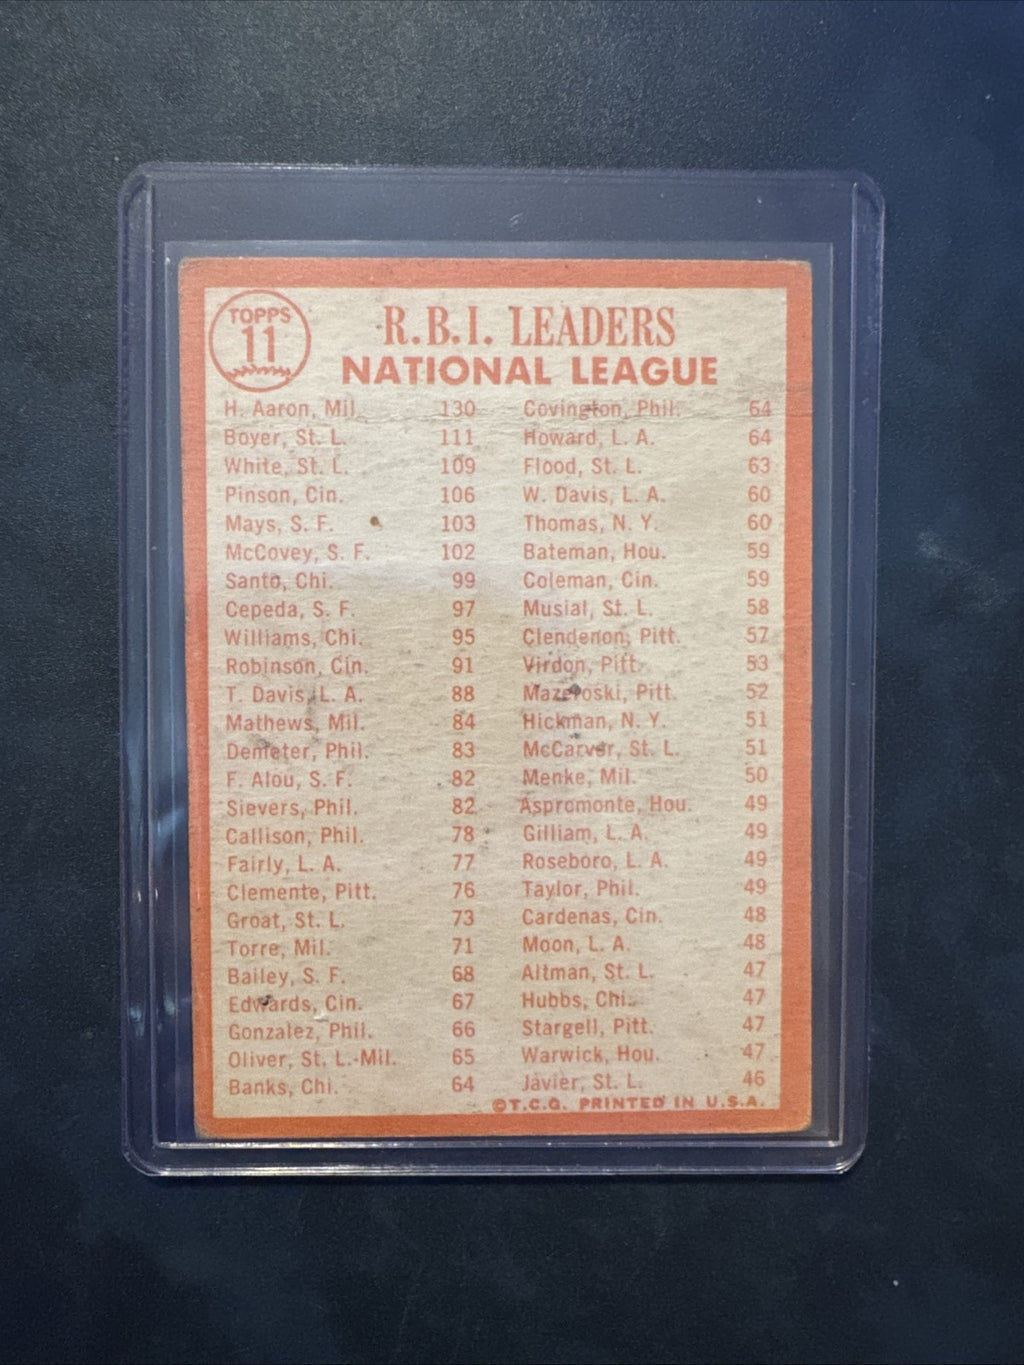 TOPPS
11
R.B.I. LEADERS
NATIONAL LEAGUE
H. Aaron, Mil. 130
Boyer, St. L. 111
White, St. L. 109
Pinson, Cin. 106
Mays, S. F. 103
McCovey, S. F. 102
Santo, Chi. 99
Cepeda, S. F. 97
Williams, Chi. 95
Robinson, Cin. 91
T. Davis, L. A. 88
Mathews, Mil. 84
Demeter, Phil. 83
F. Alou, S. F. 82
Sievers, Phil. 82
Callison, Phil. 78
Fairly, L. A. 77
Clemente, Pitt. 76
Groat, St. L. 73
Torre, Mil. 71
Bailey, S. F. 68
Edwards, Cin. 67
Gonzalez, Phil. 66
Oliver, St. L.-Mil. 65
Banks, Chi. 64
Covington, Phil. 64
Howard, L. A. 64
Flood, St. L. 63
W. Davis, L. A. 60
Thomas, N. Y. 60
Bateman, Hou. 59
Coleman, Cin. 59
Musial, St. L. 58
Clendenon, Pitt. 57
Virdon, Pitt. 53
Mazeroski, Pitt. 52
Hickman, N. Y. 51
McCarver, St. L. 51
Menke, Mil. 50
Aspromonte, Hou. 49
Gilliam, L. A. 49
Roseboro, L. A. 49
Taylor, Phil. 49
Cardenas, Cin. 48
Moon, L. A. 48
Altman, St. L. 47
Hubbs, Chi. 47
Stargell, Pitt. 47
Warwick, Hou. 47
Javier, St. L. 46
©T.C.G. PRINTED IN U.S.A.